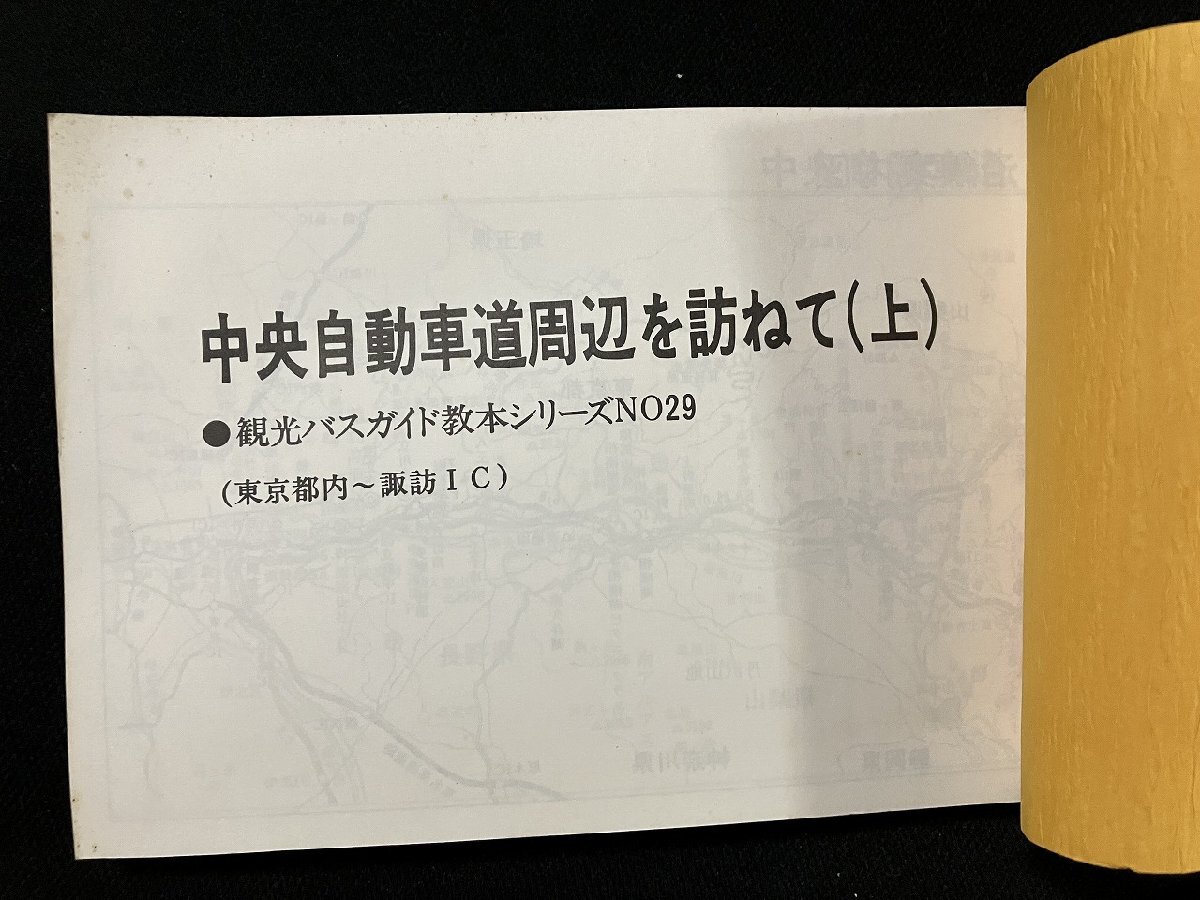 中央自動車道周辺を訪ねて(上)
●観光バスガイド教本シリーズNO29
(東京都内～諏訪IC)